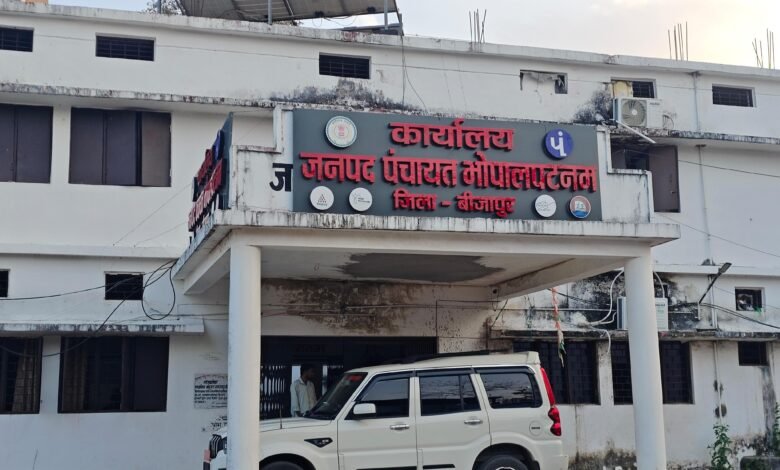 कार्यालय
जनपद पंचायत भोपालपटनम
जिला - बीजापुर
ज